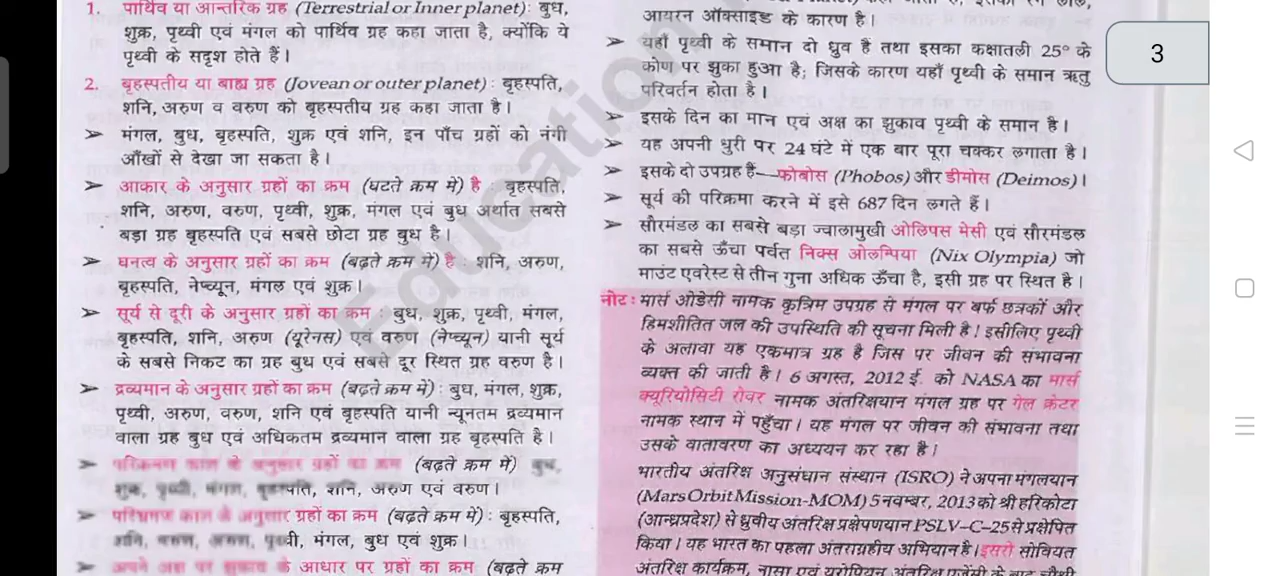 1. पार्थिव या आन्तरिक ग्रह (Terrestrial or Inner planet) : बुध,
शुक्र, पृथ्वी एवं मंगल को पार्थिव ग्रह कहा जाता है, क्योंकि ये
पृथ्वी के सदृश होते हैं।
2. बृहस्पतीय या बाह्य ग्रह (Jovean or outer planet) : बृहस्पति,
शनि, अरुण व वरुण को बृहस्पतीय ग्रह कहा जाता है।
➢ मंगल, बुध, बृहस्पति, शुक्र एवं शनि, इन पाँच ग्रहों को नंगी
आँखों से देखा जा सकता है।
➢ आकार के अनुसार ग्रहों का क्रम (घटते क्रम में) है : बृहस्पति,
शनि, अरुण, वरुण, पृथ्वी, शुक्र, मंगल एवं बुध अर्थात सबसे
बड़ा ग्रह बृहस्पति एवं सबसे छोटा ग्रह बुध है।
➢ घनत्व के अनुसार ग्रहों का क्रम (बढ़ते क्रम में) है : शनि, अरुण,
बृहस्पति, नेप्च्यून, मंगल एवं शुक्र।
➢ सूर्य से दूरी के अनुसार ग्रहों का क्रम : बुध, शुक्र, पृथ्वी, मंगल,
बृहस्पति, शनि, अरुण (यूरेनस) एवं वरुण (नेप्च्यून) यानी सूर्य
के सबसे निकट का ग्रह बुध एवं सबसे दूर स्थित ग्रह वरुण है।
➢ द्रव्यमान के अनुसार ग्रहों का क्रम (बढ़ते क्रम में) : बुध, मंगल, शुक्र,
पृथ्वी, अरुण, वरुण, शनि एवं बृहस्पति यानी न्यूनतम द्रव्यमान
वाला ग्रह बुध एवं अधिकतम द्रव्यमान वाला ग्रह बृहस्पति है।
➢ परिक्रमण काल के अनुसार ग्रहों का क्रम (बढ़ते क्रम में) बुध,
शुक्र, पृथ्वी, मंगल, बृहस्पति, शनि, अरुण एवं वरुण।
➢ परिभ्रमण काल के अनुसार ग्रहों का क्रम (बढ़ते क्रम में) : बृहस्पति,
शनि, वरुण, अरुण, पृथ्वी, मंगल, बुध एवं शुक्र।
➢ अपने अक्ष पर झुकाव के आधार पर ग्रहों का क्रम (बढ़ते क्रम
आयरन ऑक्साइड के कारण है।
➢ यहाँ पृथ्वी के समान दो ध्रुव हैं तथा इसका कक्षातली 25° के
कोण पर झुका हुआ है; जिसके कारण यहाँ पृथ्वी के समान ऋतु
परिवर्तन होता है।
➢ इसके दिन का मान एवं अक्ष का झुकाव पृथ्वी के समान है।
➢ यह अपनी धुरी पर 24 घंटे में एक बार पूरा चक्कर लगाता है।
➢ इसके दो उपग्रह हैं—फोबोस (Phobos) और डीमोस (Deimos)।
➢ सूर्य की परिक्रमा करने में इसे 687 दिन लगते हैं।
➢ सौरमंडल का सबसे बड़ा ज्वालामुखी ओलिपस मेसी एवं सौरमंडल
का सबसे ऊँचा पर्वत निक्स ओलम्पिया (Nix Olympia) जो
माउंट एवरेस्ट से तीन गुना अधिक ऊँचा है, इसी ग्रह पर स्थित है।
नोट : मार्स ओडेसी नामक कृत्रिम उपग्रह से मंगल पर बर्फ छत्रकों और
हिमशीतित जल की उपस्थिति की सूचना मिली है। इसीलिए पृथ्वी
के अलावा यह एकमात्र ग्रह है जिस पर जीवन की संभावना
व्यक्त की जाती है। 6 अगस्त, 2012 ई. को NASA का मार्स
क्यूरियोसिटी रोवर नामक अंतरिक्षयान मंगल ग्रह पर गेल क्रेटर
नामक स्थान में पहुँचा। यह मंगल पर जीवन की संभावना तथा
उसके वातावरण का अध्ययन कर रहा है।
भारतीय अंतरिक्ष अनुसंधान संस्थान (ISRO) ने अपना मंगलयान
(Mars Orbit Mission-MOM) 5 नवम्बर, 2013 को श्रीहरिकोटा
(आन्ध्रप्रदेश) से ध्रुवीय अंतरिक्ष प्रक्षेपणयान PSLV-C-25 से प्रक्षेपित
किया। यह भारत का पहला अंतराग्रहीय अभियान है। इसरो सोवियत
अंतरिक्ष कार्यक्रम, नासा एवं यूरोपियन अंतरिक्ष एजेंसी के बाद चौथी
Education
3